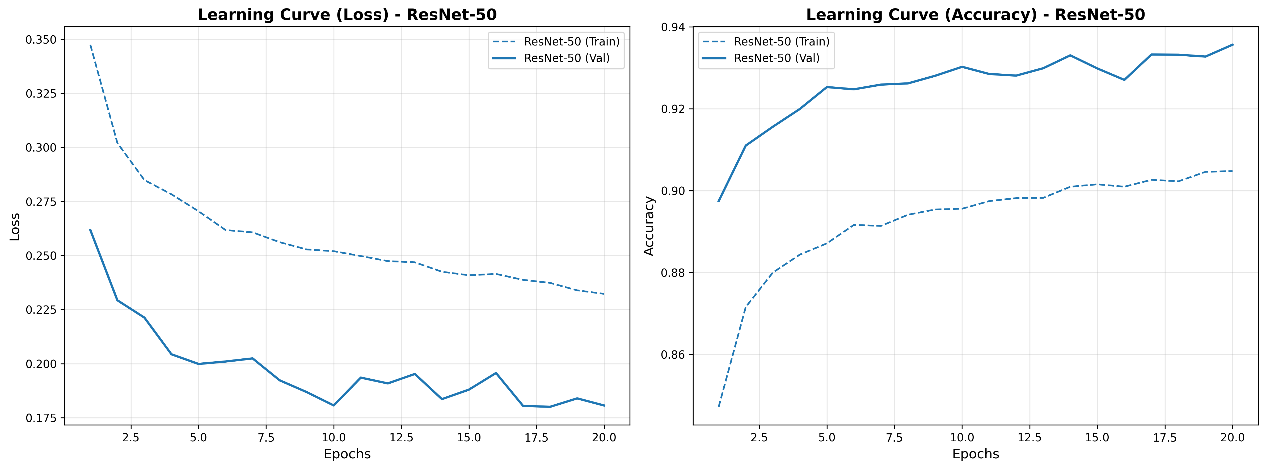 Learning Curve (Loss) - ResNet-50
ResNet-50 (Train)
ResNet-50 (Val)
0.350
0.325
0.300
0.275
0.250
0.225
0.200
0.175
Loss
2.5 5.0 7.5 10.0 12.5 15.0 17.5 20.0
Epochs
Learning Curve (Accuracy) - ResNet-50
ResNet-50 (Train)
ResNet-50 (Val)
0.94
0.92
0.90
0.88
0.86
Accuracy
2.5 5.0 7.5 10.0 12.5 15.0 17.5 20.0
Epochs